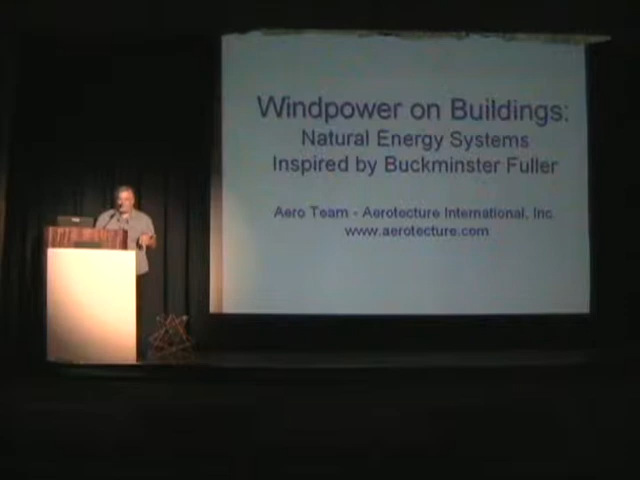 Windpower on Buildings:
Natural Energy Systems
Inspired by Buckminster Fuller
Aero Team - Aerotecture International, Inc
www.aerotecture.com